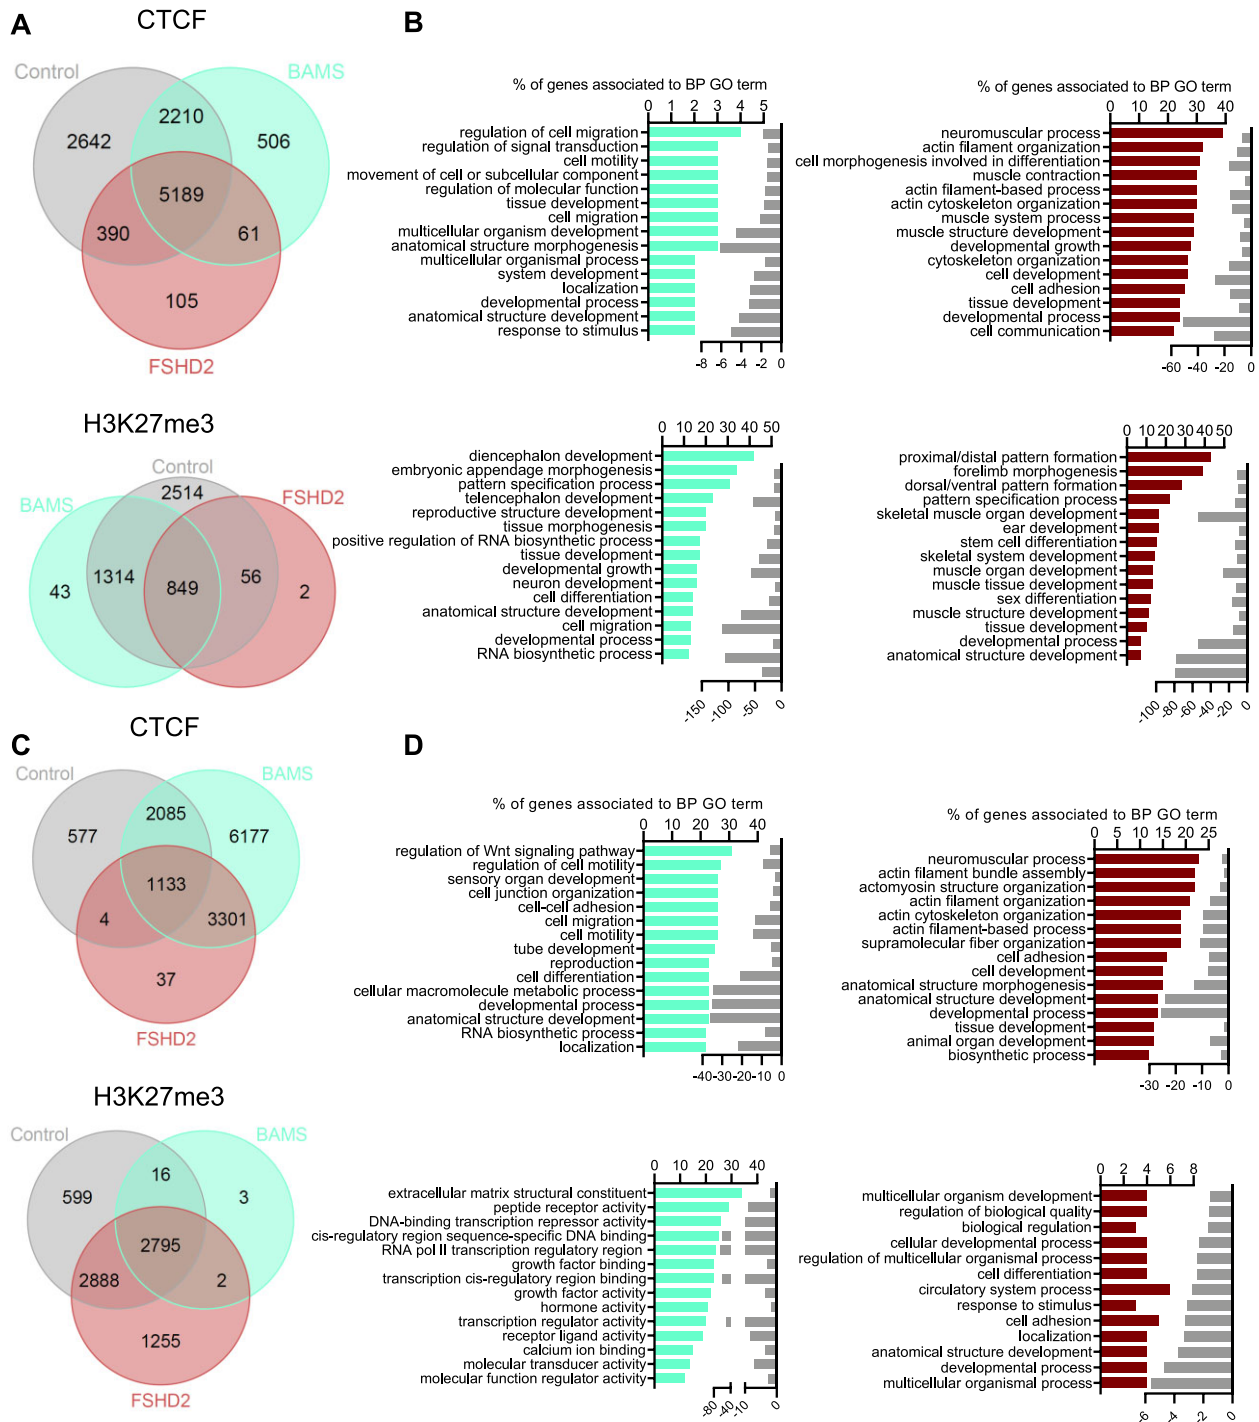 A
CTCF
Control
BAMS
2642
2210
506
5189
390
61
105
FSHD2
H3K27me3
Control
BAMS
FSHD2
2514
43
1314
849
56
2
B
% of genes associated to BP GO term
0 1 2 3 4 5
regulation of cell migration
regulation of signal transduction
cell motility
movement of cell or subcellular component
regulation of molecular function
tissue development
cell migration
multicellular organism development
anatomical structure morphogenesis
multicellular organismal process
system development
localization
developmental process
anatomical structure development
response to stimulus
-8 -6 -4 -2 0
% of genes associated to BP GO term
0 10 20 30 40
neuromuscular process
actin filament organization
cell morphogenesis involved in differentiation
muscle contraction
actin filament-based process
actin cytoskeleton organization
muscle system process
muscle structure development
developmental growth
cytoskeleton organization
cell development
cell adhesion
tissue development
developmental process
cell communication
-60 -40 -20 0
0 10 20 30 40 50
diencephalon development
embryonic appendage morphogenesis
pattern specification process
telencephalon development
reproductive structure development
tissue morphogenesis
positive regulation of RNA biosynthetic process
tissue development
developmental growth
neuron development
cell differentiation
anatomical structure development
cell migration
developmental process
RNA biosynthetic process
-150 -100 -50 0
0 10 20 30 40 50
proximal/distal pattern formation
forelimb morphogenesis
dorsal/ventral pattern formation
pattern specification process
skeletal muscle organ development
ear development
stem cell differentiation
skeletal system development
muscle organ development
muscle tissue development
sex differentiation
muscle structure development
tissue development
developmental process
anatomical structure development
-100 -80 -60 -40 -20 0
C
CTCF
Control
BAMS
577
2085
6177
1133
4
3301
37
FSHD2
H3K27me3
Control
BAMS
599
16
3
2795
2888
2
1255
FSHD2
D
% of genes associated to BP GO term
0 10 20 30 40
regulation of Wnt signaling pathway
regulation of cell motility
sensory organ development
cell junction organization
cell-cell adhesion
cell migration
cell motility
tube development
reproduction
cell differentiation
cellular macromolecule metabolic process
developmental process
anatomical structure development
RNA biosynthetic process
localization
-40 -30 -20 -10 0
% of genes associated to BP GO term
0 5 10 15 20 25
neuromuscular process
actin filament bundle assembly
actomyosin structure organization
actin filament organization
actin cytoskeleton organization
actin filament-based process
supramolecular fiber organization
cell adhesion
cell development
anatomical structure morphogenesis
anatomical structure development
developmental process
tissue development
animal organ development
biosynthetic process
-30 -20 -10 0
0 10 20 30 40
extracellular matrix structural constituent
peptide receptor activity
DNA-binding transcription repressor activity
cis-regulatory region sequence-specific DNA binding
RNA pol II transcription regulatory region
growth factor binding
transcription cis-regulatory region binding
growth factor activity
hormone activity
transcription regulator activity
receptor ligand activity
calcium ion binding
molecular transducer activity
molecular function regulator activity
-80 -40 -10 0
0 2 4 6 8
multicellular organism development
regulation of biological quality
biological regulation
cellular developmental process
regulation of multicellular organismal process
cell differentiation
circulatory system process
response to stimulus
cell adhesion
localization
anatomical structure development
developmental process
multicellular organismal process
-6 -4 -2 0